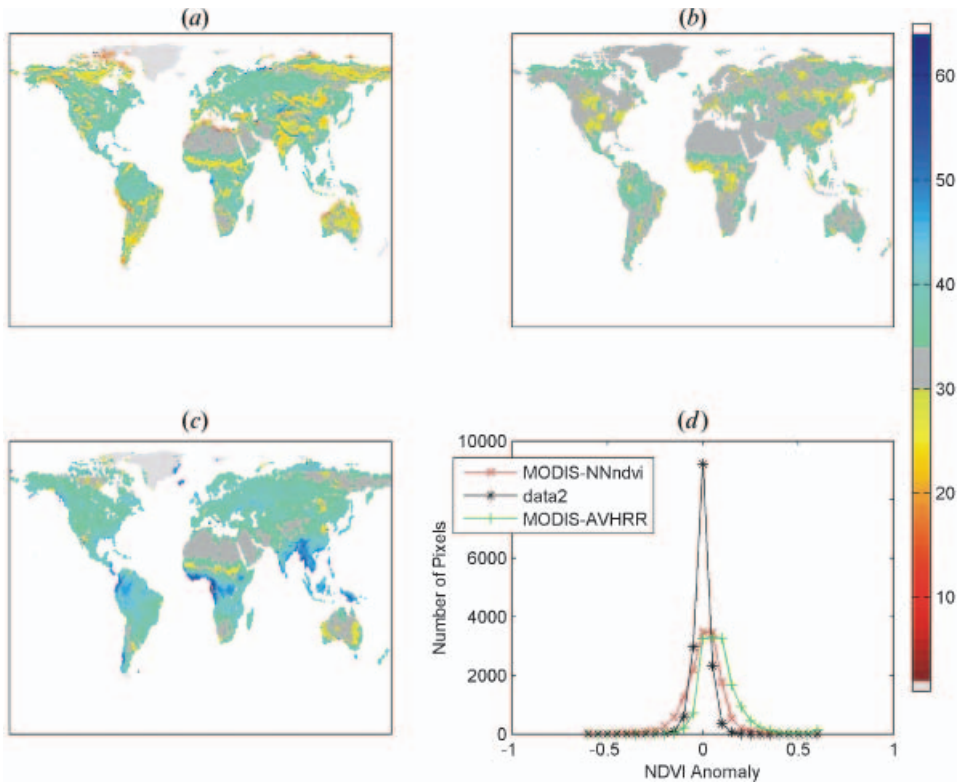 (a)
(b)
60
50
40
30
20
10
(c)
(d)
10000
8000
6000
4000
2000
0
Number of Pixels
MODIS-NNndvi
data2
MODIS-AVHRR
-1
-0.5
0
0.5
1
NDVI Anomaly